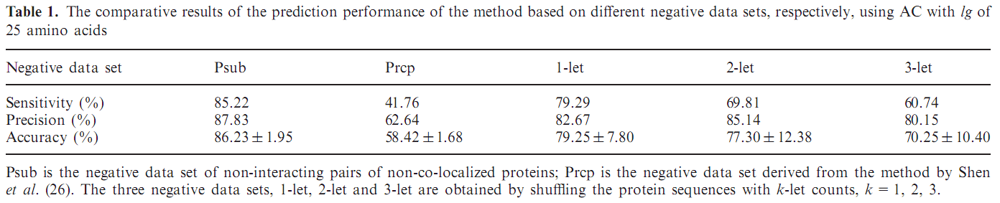 Table 1. The comparative results of the prediction performance of the method based on different negative data sets, respectively, using AC with lg of
25 amino acids
Negative data set Psub Prcp 1-let 2-let 3-let
Sensitivity (%) 85.22 41.76 79.29 69.81 60.74
Precision (%) 87.83 62.64 82.67 85.14 80.15
Accuracy (%) 86.23 ± 1.95 58.42 ± 1.68 79.25 ± 7.80 77.30 ± 12.38 70.25 ± 10.40
Psub is the negative data set of non-interacting pairs of non-co-localized proteins; Prcp is the negative data set derived from the method by Shen
et al. (26). The three negative data sets, 1-let, 2-let and 3-let are obtained by shuffling the protein sequences with k-let counts, k = 1, 2, 3.